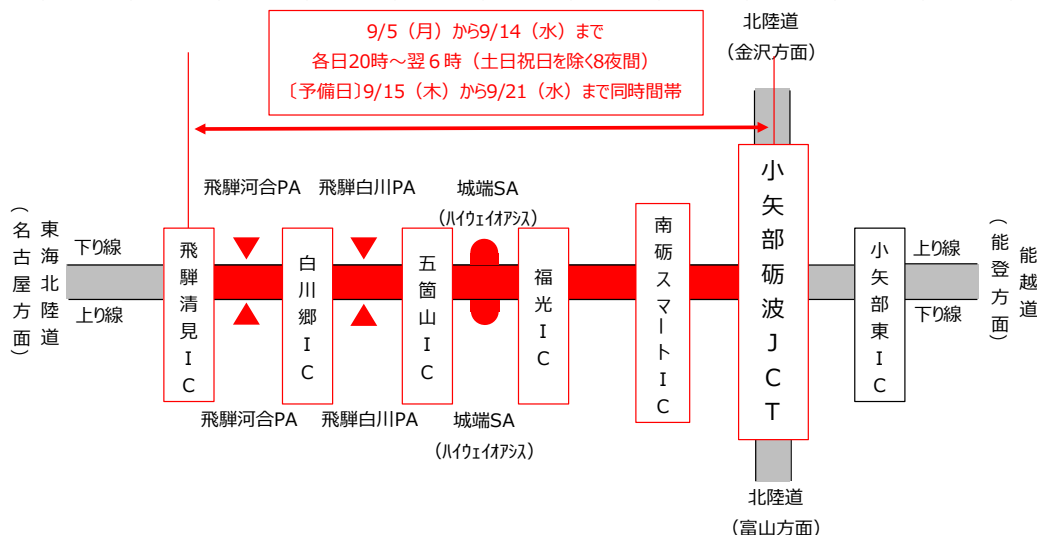 9/5（月）から9/14（水）まで
各日20時～翌６時（土日祝日を除く8夜間）
〔予備日〕9/15（木）から9/21（水）まで同時間帯
北陸道
（金沢方面）
飛騨河合PA
飛騨白川PA
城端SA
（ハイウェイオアシス）
東海北陸道
（名古屋方面）
下り線
上り線
飛騨清見ＩＣ
白川郷ＩＣ
五箇山ＩＣ
福光ＩＣ
南砺スマートＩＣ
小矢部砺波ＪＣＴ
小矢部東ＩＣ
上り線
下り線
能越道
（能登方面）
飛騨河合PA
飛騨白川PA
城端SA
（ハイウェイオアシス）
北陸道
（富山方面）